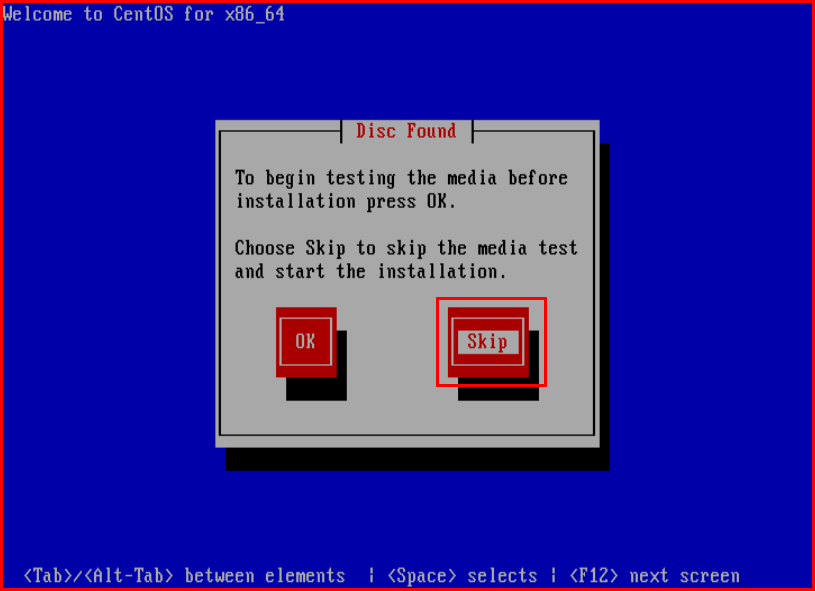 Welcome to CentOS for x86_64
Disc Found
To begin testing the media before
installation press OK.
Choose Skip to skip the media test
and start the installation.
OK Skip
<Tab>/<Alt-Tab> between elements | <Space> selects | <F12> next screen